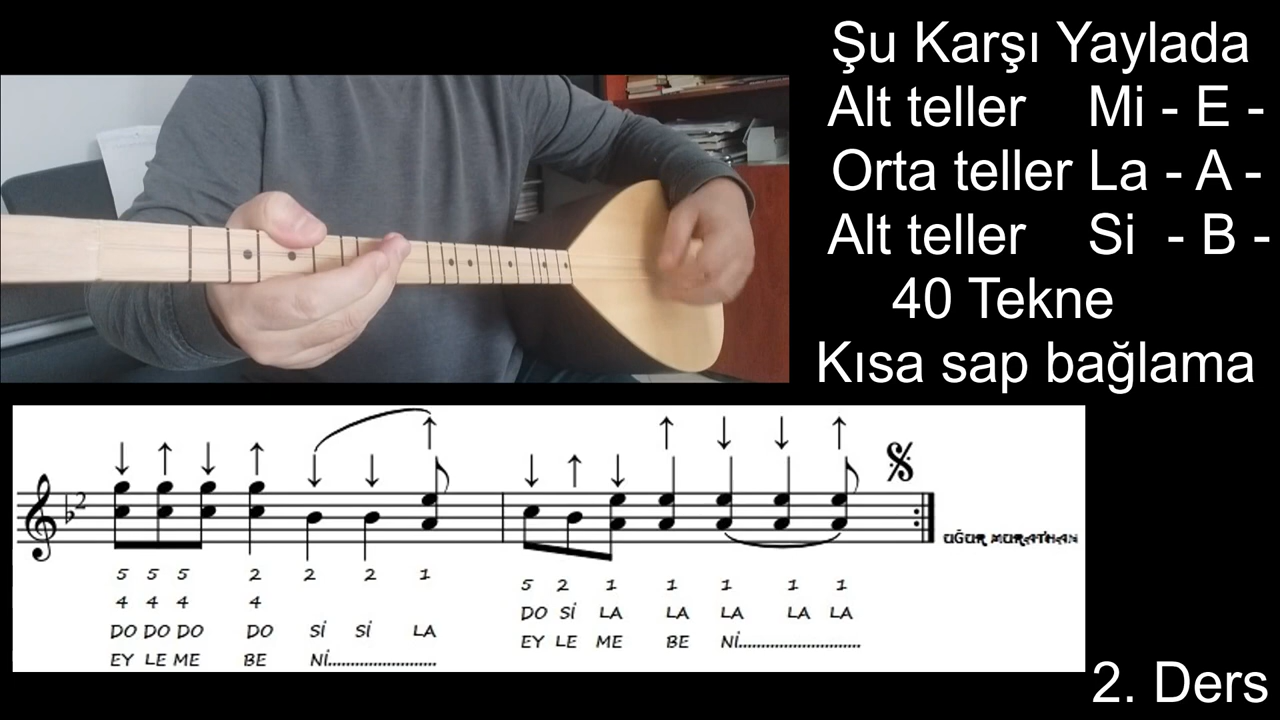 Şu Karşı Yaylada
Alt teller Mi - E -
Orta teller La - A -
Alt teller Si - B -
40 Tekne
Kısa sap bağlama
2
UĞUR MURATHAN
5 5 5 2 2 2 1
4 4 4 4
DO DO DO DO Sİ Sİ LA
EY LE ME BE Nİ......................
5 2 1 1 1 1 1
DO Sİ LA LA LA LA LA
EY LE ME BE Nİ.........................
2. Ders